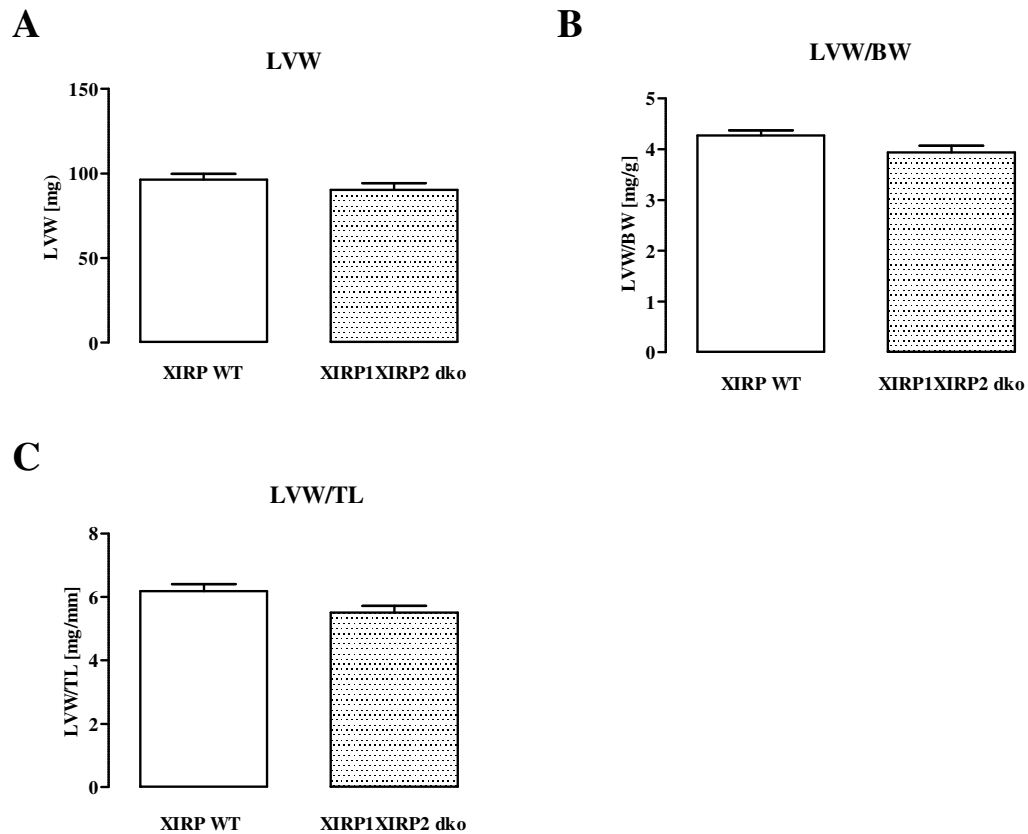 A
LVW
150
100
50
0
LVW [mg)
XIRP WT
XIRP1XIRP2 dko
B
LVW/BW
5
4
3
2
1
0
LVW/BW [mg/g]
XIRP WT
XIRP1XIRP2 dko
C
LVW/TL
8
6
4
2
0
LVW/TL [mg/mm]
XIRP WT
XIRP1XIRP2 dko